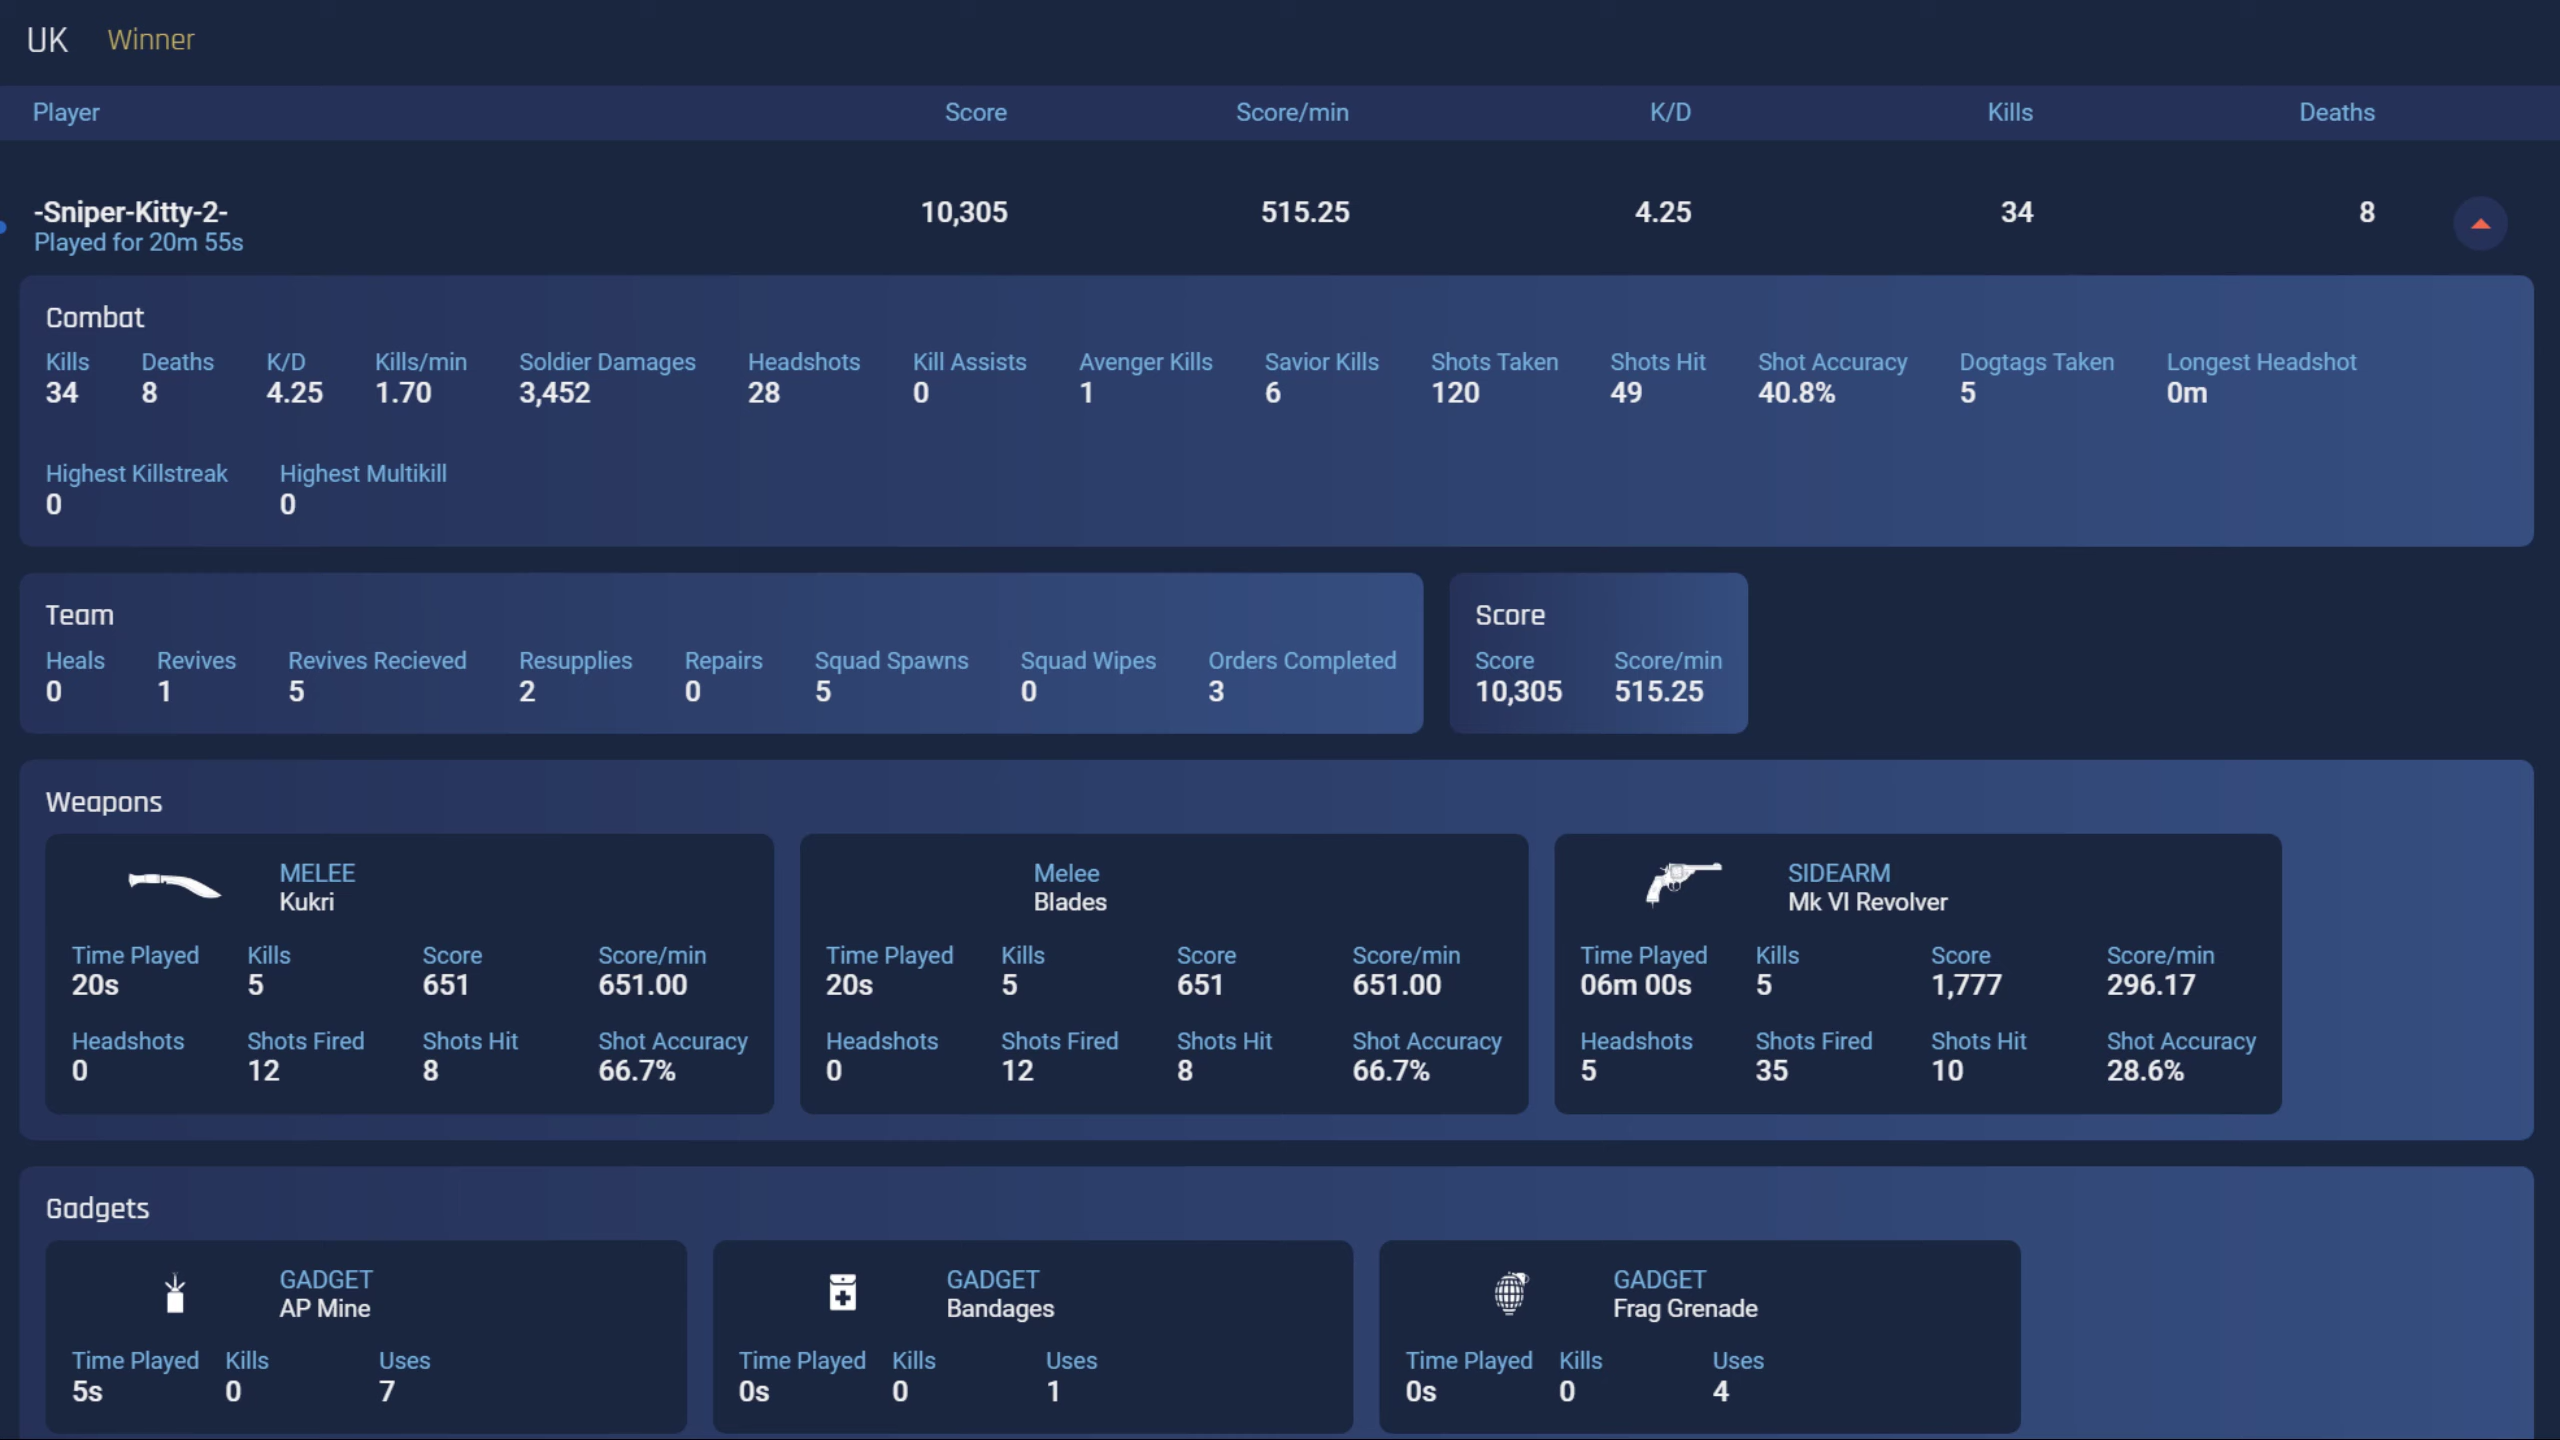 UK Winner
Player Score Score/min K/D Kills Deaths
-Sniper-Kitty-2- 10,305 515.25 4.25 34 8
Played for 20m 55s
Combat
Kills Deaths K/D Kills/min Soldier Damages Headshots Kill Assists Avenger Kills Savior Kills Shots Taken Shots Hit Shot Accuracy Dogtags Taken Longest Headshot
34 8 4.25 1.70 3,452 28 0 1 6 120 49 40.8% 5 0m
Highest Killstreak Highest Multikill
0 0
Team
Heals Revives Revives Recieved Resupplies Repairs Squad Spawns Squad Wipes Orders Completed
0 1 5 2 0 5 0 3
Score
Score Score/min
10,305 515.25
Weapons
MELEE
Kukri
Time Played Kills Score Score/min
20s 5 651 651.00
Headshots Shots Fired Shots Hit Shot Accuracy
0 12 8 66.7%
Melee
Blades
Time Played Kills Score Score/min
20s 5 651 651.00
Headshots Shots Fired Shots Hit Shot Accuracy
0 12 8 66.7%
SIDEARM
Mk VI Revolver
Time Played Kills Score Score/min
06m 00s 5 1,777 296.17
Headshots Shots Fired Shots Hit Shot Accuracy
5 35 10 28.6%
Gadgets
GADGET
AP Mine
Time Played Kills Uses
5s 0 7
GADGET
Bandages
Time Played Kills Uses
0s 0 1
GADGET
Frag Grenade
Time Played Kills Uses
0s 0 4